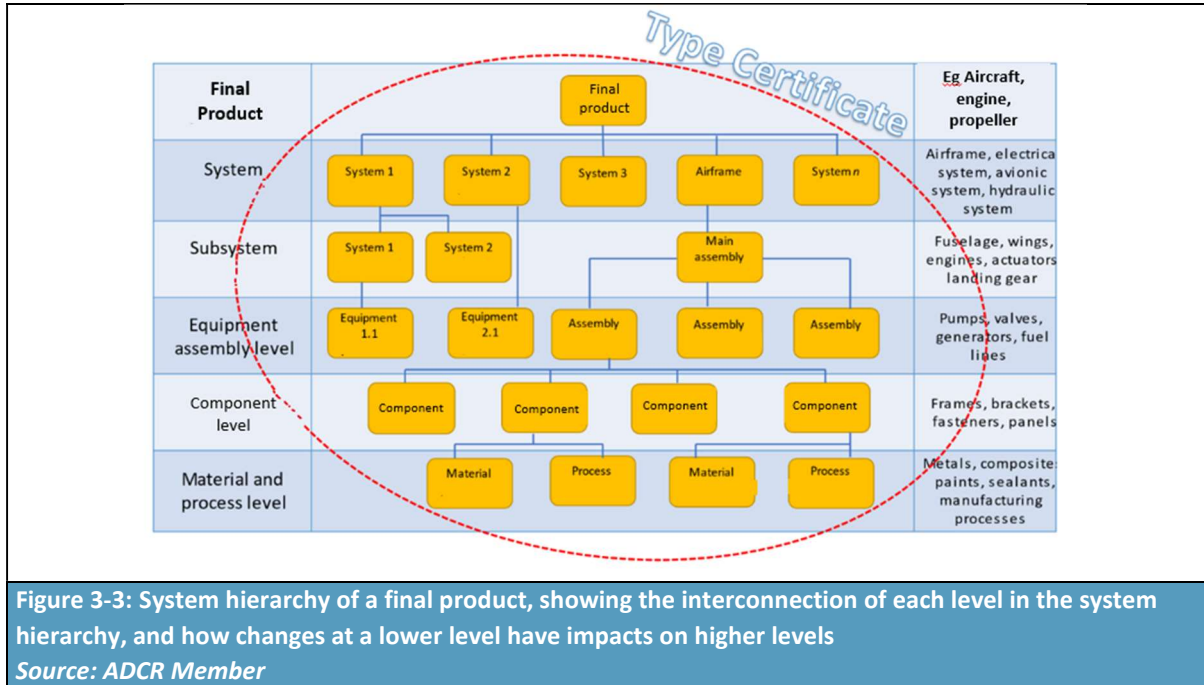 Type Certificate
Final
Product
Final
product
Eg Aircraft,
engine,
propeller
System
System 1
System 2
System 3
Airframe
System n
Airframe, electrica
system, avionic
system, hydraulic
system
Subsystem
System 1
System 2
Main
assembly
Fuselage, wings,
engines, actuators
landing gear
Equipment
assembly level
Equipment
1.1
Equipment
2.1
Assembly
Assembly
Assembly
Pumps, valves,
generators, fuel
lines
Component
level
Component
Component
Component
Component
Frames, brackets,
fasteners, panels
Material and
process level
Material
Process
Material
Process
Metals, composite
paints, sealants,
manufacturing
processes
Figure 3-3: System hierarchy of a final product, showing the interconnection of each level in the system
hierarchy, and how changes at a lower level have impacts on higher levels
Source: ADCR Member